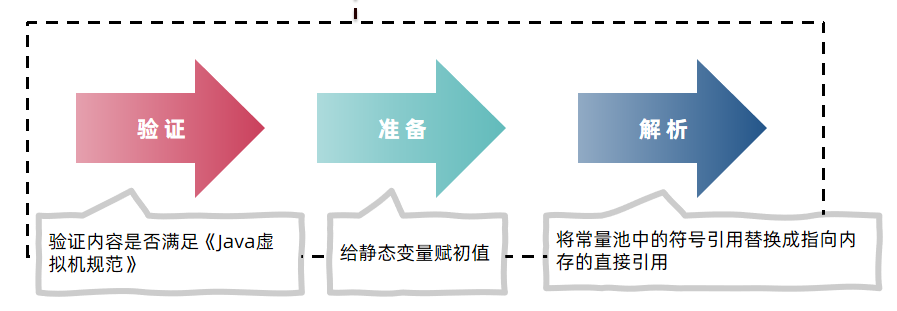 验证
准备
解析
验证内容是否满足《Java虚
拟机规范》
给静态变量赋初值
将常量池中的符号引用替换成指向内
存的直接引用